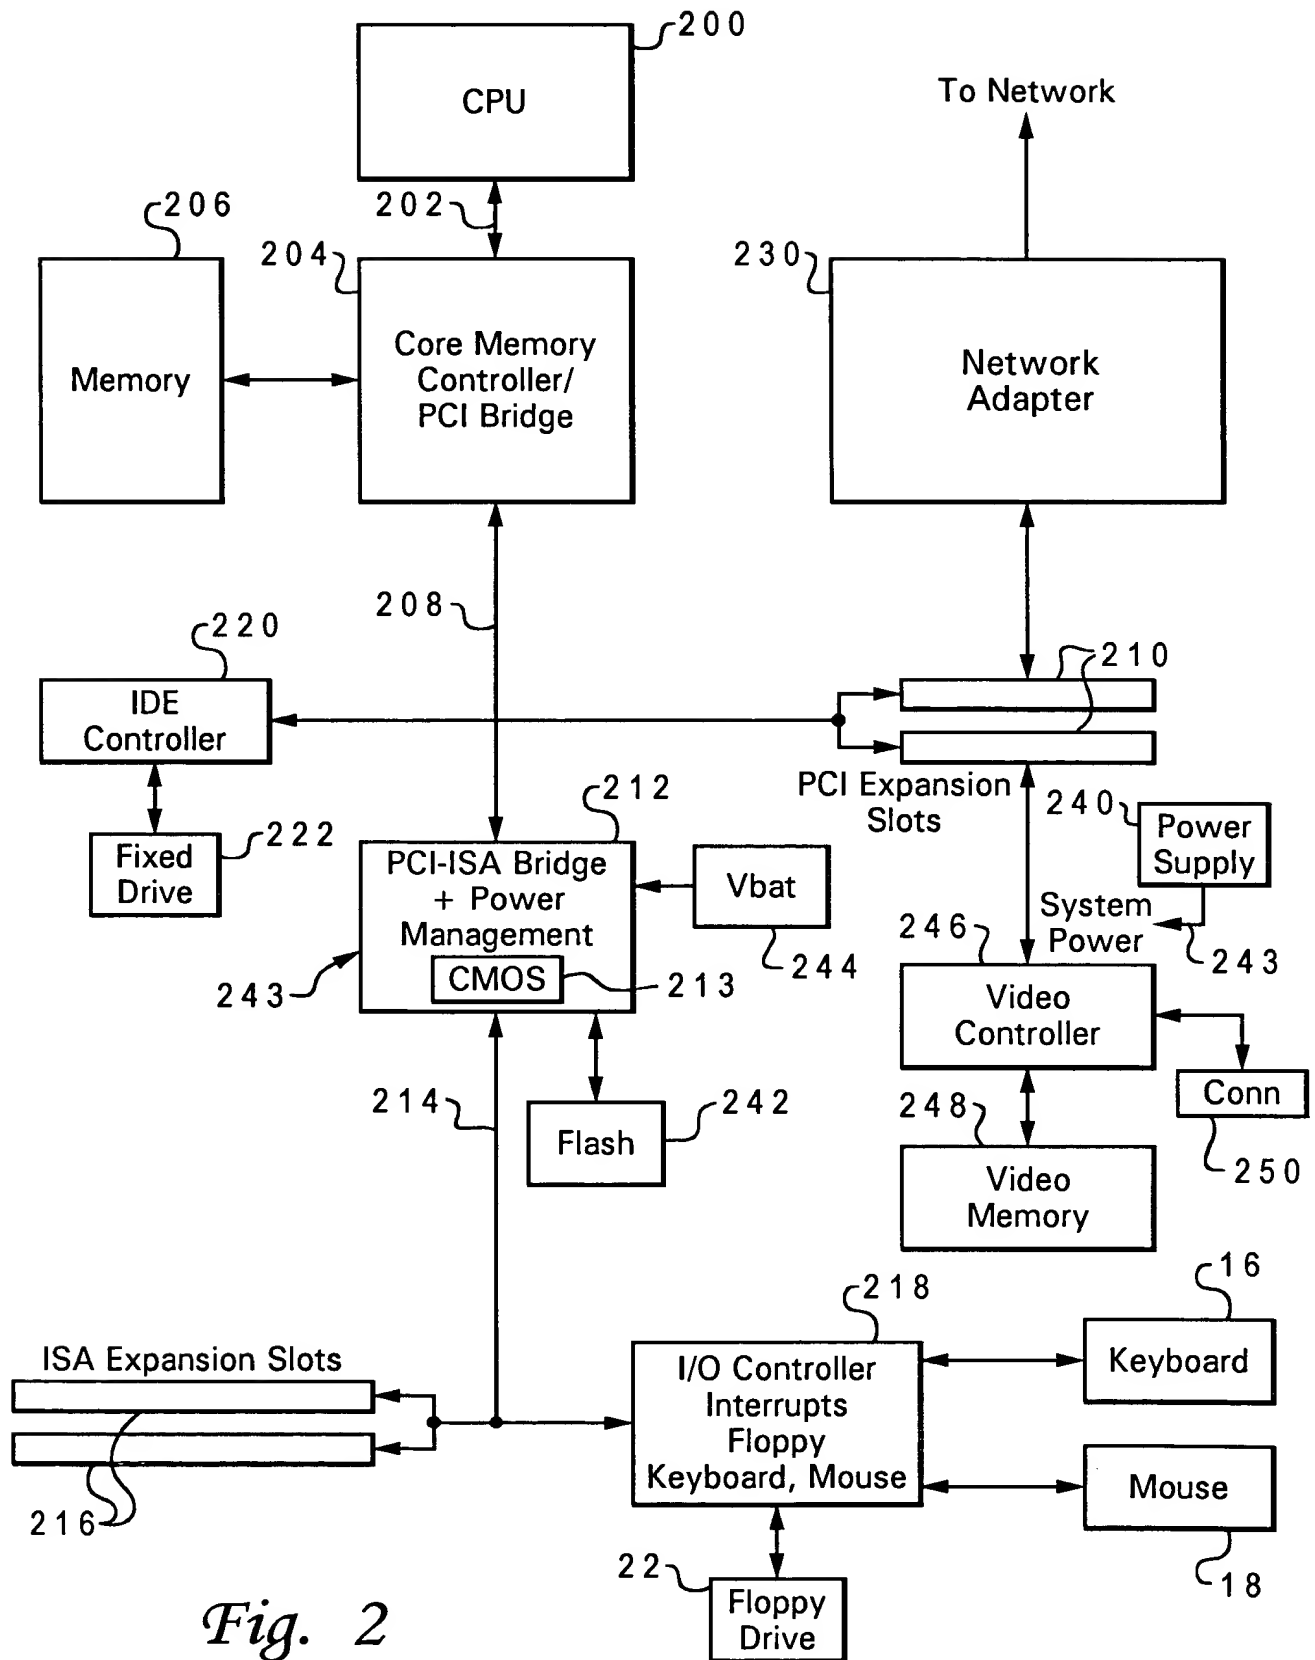 200
CPU
To Network
206
202
204
230
Memory
Core Memory
Controller/
PCI Bridge
Network
Adapter
208
220
210
IDE
Controller
PCI Expansion
Slots
212
240
222
Fixed
Drive
PCI-ISA Bridge
+ Power
Management
CMOS
Vbat
Power
Supply
System
Power
246
244
243
213
243
Video
Controller
214
242
248
Conn
Flash
250
Video
Memory
218
16
ISA Expansion Slots
I/O Controller
Interrupts
Floppy
Keyboard, Mouse
Keyboard
Mouse
216
22
18
Floppy
Drive
Fig. 2